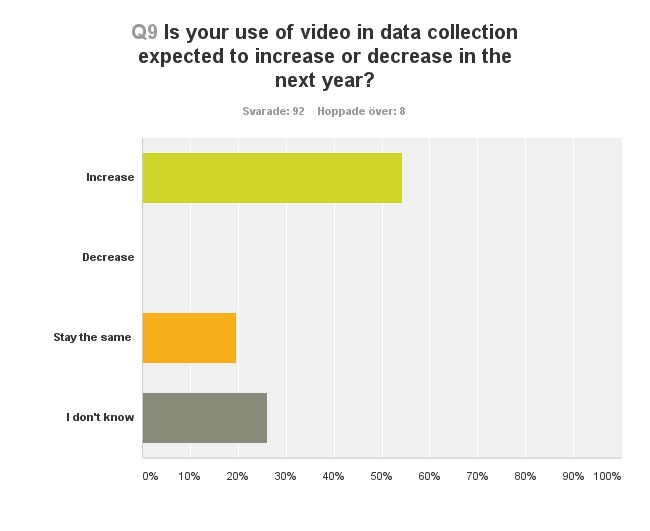 Q9 Is your use of video in data collection
expected to increase or decrease in the
next year?
Svarade: 92 Hoppade över: 8
Increase
Decrease
Stay the same
I don't know
0% 10% 20% 30% 40% 50% 60% 70% 80% 90% 100%